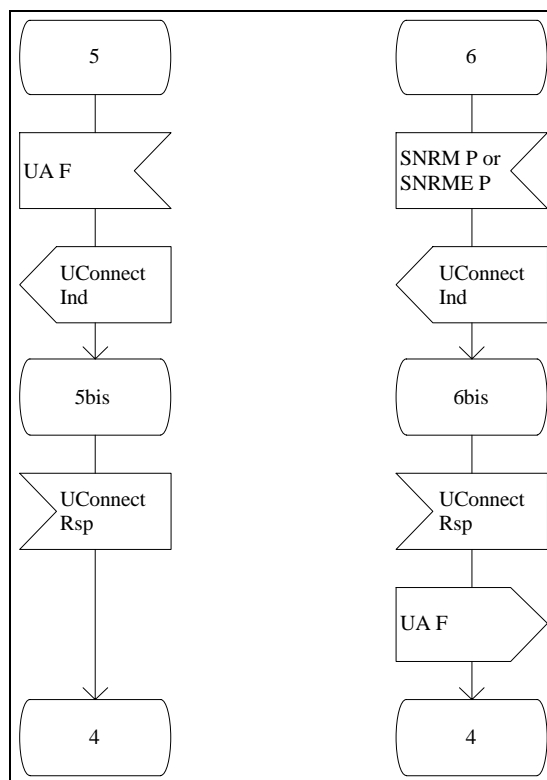 5
UA F
UConnect
Ind
5bis
UConnect
Rsp
4
6
SNRM P or
SNRME P
UConnect
Ind
6bis
UConnect
Rsp
UA F
4